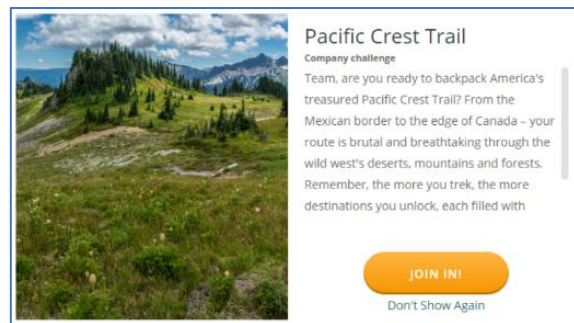 Pacific Crest Trail
Company challenge
Team, are you ready to backpack America's
treasured Pacific Crest Trail? From the
Mexican border to the edge of Canada – your
route is brutal and breathtaking through the
wild west's deserts, mountains and forests.
Remember, the more you trek, the more
destinations you unlock, each filled with
JOIN IN!
Don't Show Again